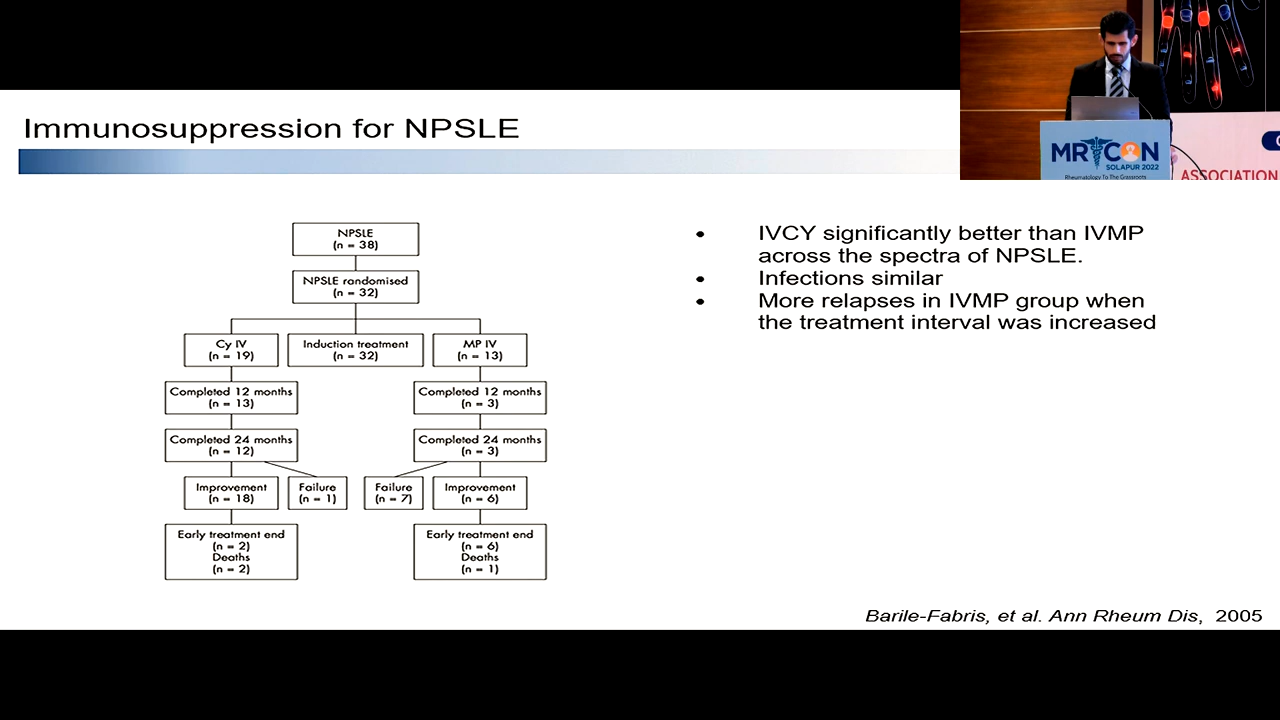 Immunosuppression for NPSLE
NPSLE
(n = 38)
NPSLE randomised
(n = 32)
Cy IV
(n = 19)
Induction treatment
(n = 32)
MP IV
(n = 13)
Completed 12 months
(n = 13)
Completed 12 months
(n = 3)
Completed 24 months
(n = 12)
Completed 24 months
(n = 3)
Improvement
(n = 18)
Failure
(n = 1)
Failure
(n = 7)
Improvement
(n = 6)
Early treatment end
(n = 2)
Deaths
(n = 2)
Early treatment end
(n = 6)
Deaths
(n = 1)
• IVCY significantly better than IVMP
across the spectra of NPSLE.
• Infections similar
• More relapses in IVMP group when
the treatment interval was increased
Barile-Fabris, et al. Ann Rheum Dis, 2005
MRCON
SOLAPUR 2022
Rheumatology To The Grassroots
ASSOCIATION